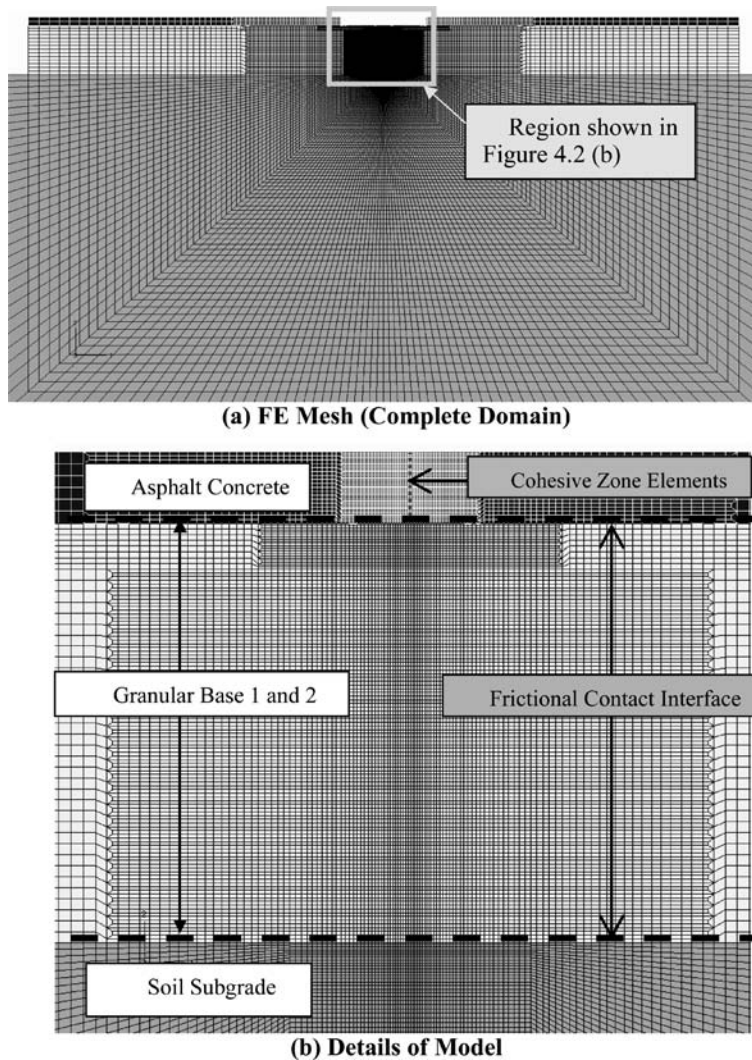 Region shown in
Figure 4.2 (b)
(a) FE Mesh (Complete Domain)
Asphalt Concrete
Cohesive Zone Elements
Granular Base 1 and 2
Frictional Contact Interface
2
Soil Subgrade
(b) Details of Model